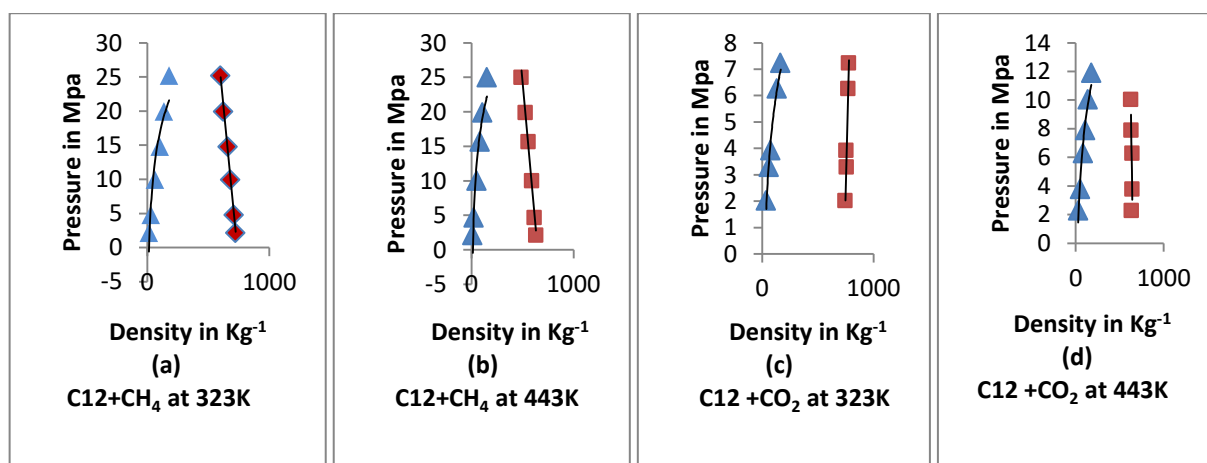 Pressure in Mpa
30
25
20
15
10
5
0
-5
0
1000
Density in Kg⁻¹
(a)
C12+CH₄ at 323K
Pressure in Mpa
30
25
20
15
10
5
0
-5
0
1000
Density in Kg⁻¹
(b)
C12+CH₄ at 443K
Pressure in Mpa
8
7
6
5
4
3
2
1
0
0
1000
Density in Kg⁻¹
(c)
C12 +CO₂ at 323K
Pressure in Mpa
14
12
10
8
6
4
2
0
0
1000
Density in Kg⁻¹
(d)
C12 +CO₂ at 443K